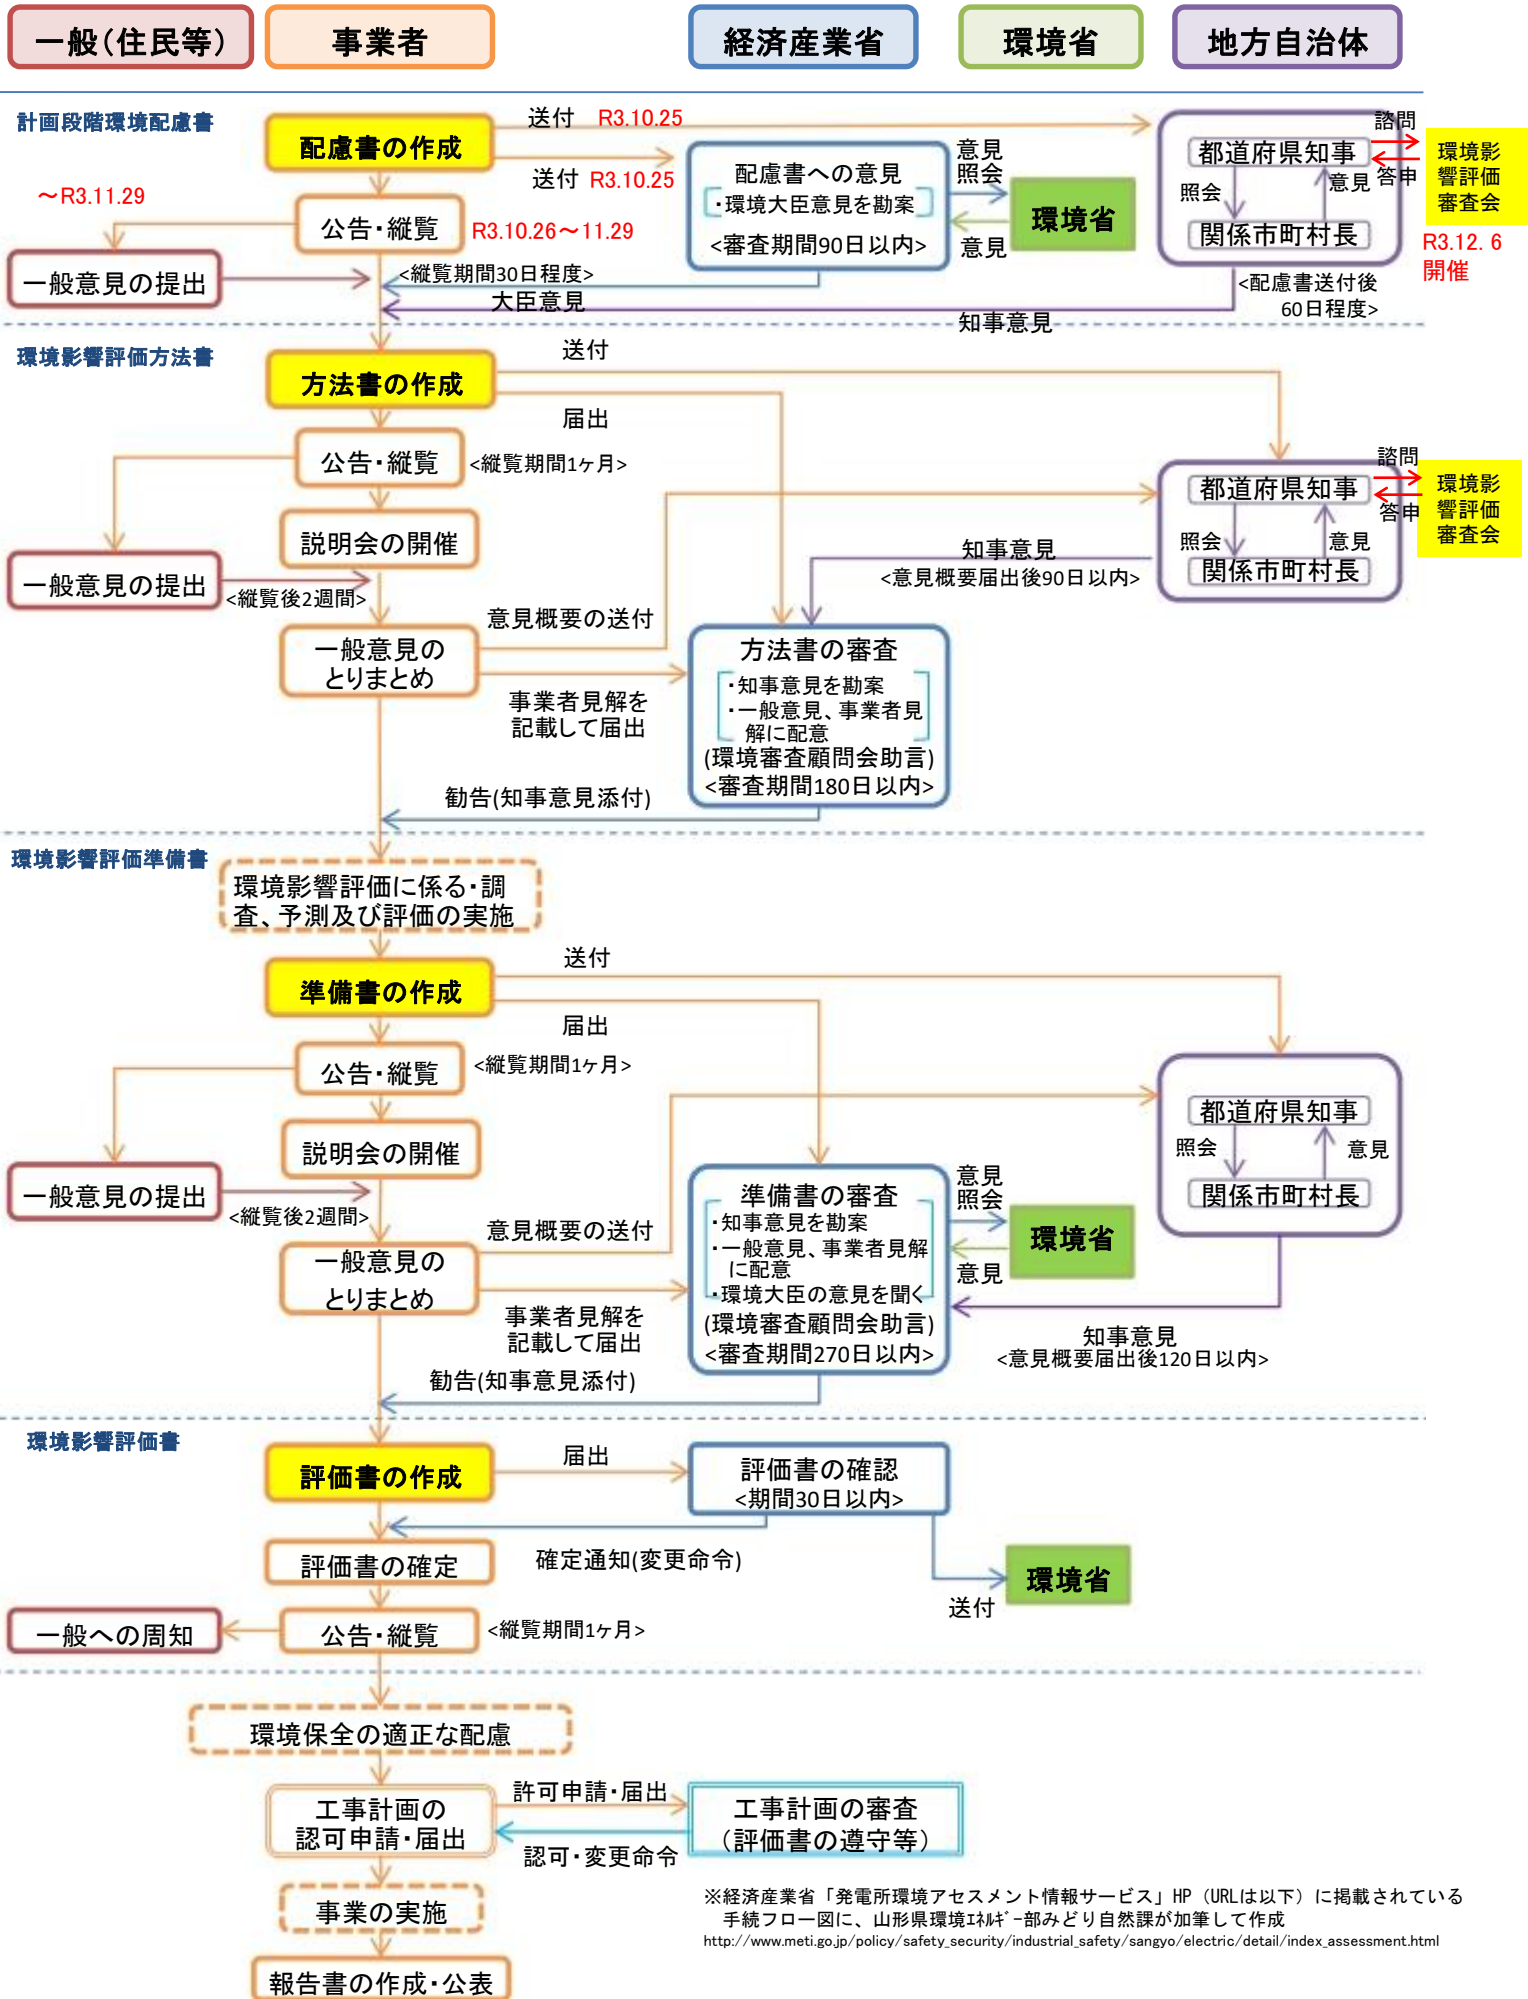 一般(住民等)
事業者
経済産業省
環境省
地方自治体
計画段階環境配慮書
配慮書の作成
送付 R3.10.25
送付 R3.10.25
～R3.11.29
公告・縦覧
R3.10.26～11.29
一般意見の提出
<縦覧期間30日程度>
配慮書への意見
・環境大臣意見を勘案
<審査期間90日以内>
意見
照会
環境省
意見
都道府県知事
照会
意見
関係市町村長
諮問
答申
環境影
響評価
審査会
R3.12. 6
開催
<配慮書送付後
60日程度>
大臣意見
知事意見
環境影響評価方法書
方法書の作成
送付
届出
公告・縦覧
<縦覧期間1ヶ月>
説明会の開催
一般意見の提出
<縦覧後2週間>
都道府県知事
照会
意見
関係市町村長
諮問
答申
環境影
響評価
審査会
知事意見
<意見概要届出後90日以内>
意見概要の送付
一般意見の
とりまとめ
事業者見解を
記載して届出
方法書の審査
・知事意見を勘案
・一般意見、事業者見
解に配意
(環境審査顧問会助言)
<審査期間180日以内>
勧告(知事意見添付)
環境影響評価準備書
環境影響評価に係る・調
査、予測及び評価の実施
準備書の作成
送付
届出
公告・縦覧
<縦覧期間1ヶ月>
説明会の開催
一般意見の提出
<縦覧後2週間>
都道府県知事
照会
意見
関係市町村長
意見概要の送付
一般意見の
とりまとめ
事業者見解を
記載して届出
準備書の審査
・知事意見を勘案
・一般意見、事業者見解
に配意
・環境大臣の意見を聞く
(環境審査顧問会助言)
<審査期間270日以内>
意見
照会
環境省
意見
知事意見
<意見概要届出後120日以内>
勧告(知事意見添付)
環境影響評価書
評価書の作成
届出
評価書の確認
<期間30日以内>
確定通知(変更命令)
評価書の確定
環境省
送付
一般への周知
公告・縦覧
<縦覧期間1ヶ月>
環境保全の適正な配慮
工事計画の
認可申請・届出
許可申請・届出
認可・変更命令
工事計画の審査
(評価書の遵守等)
事業の実施
報告書の作成・公表
※経済産業省「発電所環境アセスメント情報サービス」HP（URLは以下）に掲載されている
手続フロー図に、山形県環境ｴﾈﾙｷﾞｰ部みどり自然課が加筆して作成
http://www.meti.go.jp/policy/safety_security/industrial_safety/sangyo/electric/detail/index_assessment.html